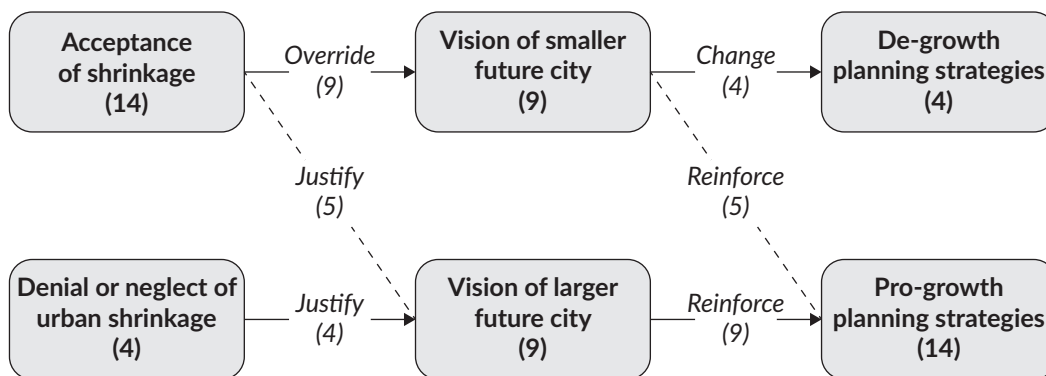 Acceptance
of shrinkage
(14)
Override
(9)
Vision of smaller
future city
(9)
Change
(4)
De-growth
planning strategies
(4)
Justify
(5)
Reinforce
(5)
Denial or neglect of
urban shrinkage
(4)
Justify
(4)
Vision of larger
future city
(9)
Reinforce
(9)
Pro-growth
planning strategies
(14)